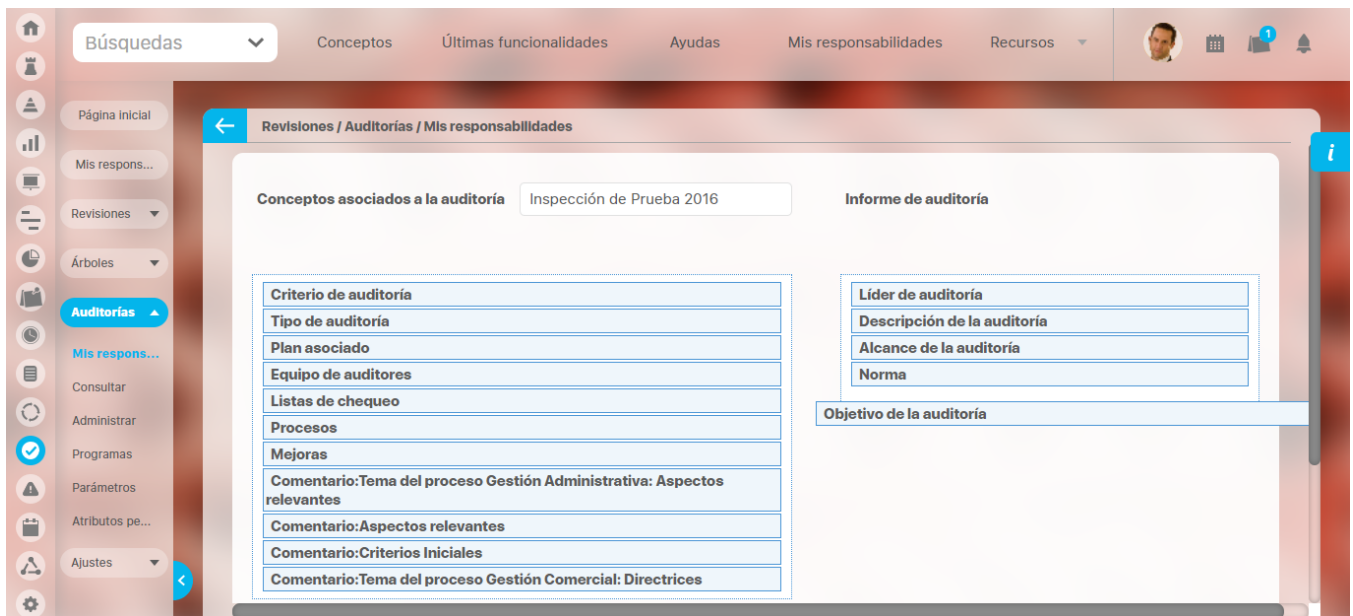 Búsquedas
Conceptos
Últimas funcionalidades
Ayudas
Mis responsabilidades
Recursos
1
Página inicial
Mis respons...
Revisiones
Árboles
Auditorías
Mis respons...
Consultar
Administrar
Programas
Parámetros
Atributos pe...
Ajustes
Revisiones / Auditorías / Mis responsabilidades
i
Conceptos asociados a la auditoría
Inspección de Prueba 2016
Informe de auditoría
Criterio de auditoría
Tipo de auditoría
Plan asociado
Equipo de auditores
Listas de chequeo
Procesos
Mejoras
Comentario:Tema del proceso Gestión Administrativa: Aspectos
relevantes
Comentario:Aspectos relevantes
Comentario:Criterios Iniciales
Comentario:Tema del proceso Gestión Comercial: Directrices
Líder de auditoría
Descripción de la auditoría
Alcance de la auditoría
Norma
Objetivo de la auditoría